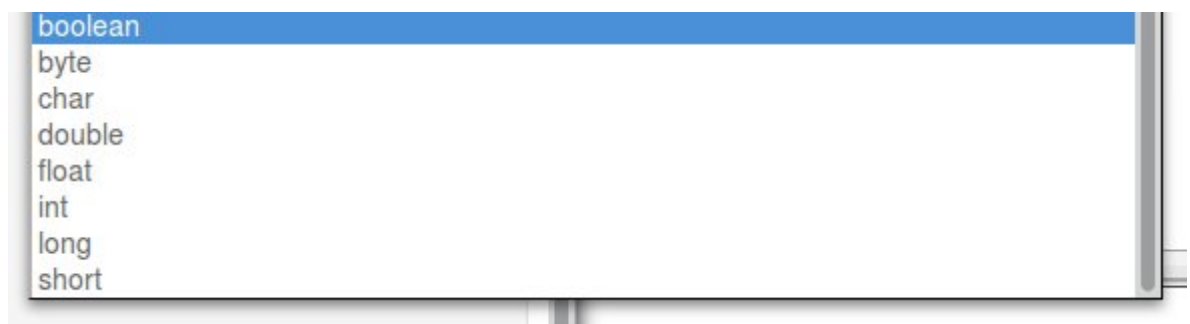 boolean
byte
char
double
float
int
long
short